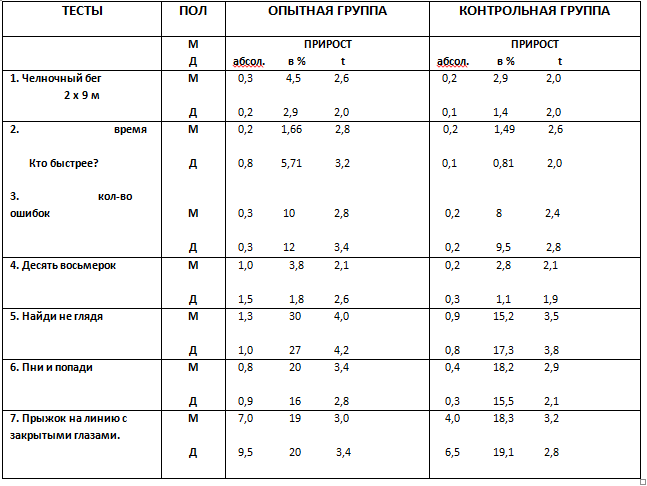 ТЕСТЫ ПОЛ ОПЫТНАЯ ГРУППА КОНТРОЛЬНАЯ ГРУППА
М ПРИРОСТ ПРИРОСТ
Д абсол. в % t абсол. в % t
1. Челночный бег М 0,3 4,5 2,6 0,2 2,9 2,0
2 х 9 м
Д 0,2 2,9 2,0 0,1 1,4 2,0
2. время М 0,2 1,66 2,8 0,2 1,49 2,6
Кто быстрее? Д 0,8 5,71 3,2 0,1 0,81 2,0
3. кол-во
ошибок М 0,3 10 2,8 0,2 8 2,4
Д 0,3 12 3,4 0,2 9,5 2,8
4. Десять восьмерок М 1,0 3,8 2,1 0,2 2,8 2,1
Д 1,5 1,8 2,6 0,3 1,1 1,9
5. Найди не глядя М 1,3 30 4,0 0,9 15,2 3,5
Д 1,0 27 4,2 0,8 17,3 3,8
6. Пни и попади М 0,8 20 3,4 0,4 18,2 2,9
Д 0,9 16 2,8 0,3 15,5 2,1
7. Прыжок на линию с М 7,0 19 3,0 4,0 18,3 3,2
закрытыми глазами.
Д 9,5 20 3,4 6,5 19,1 2,8